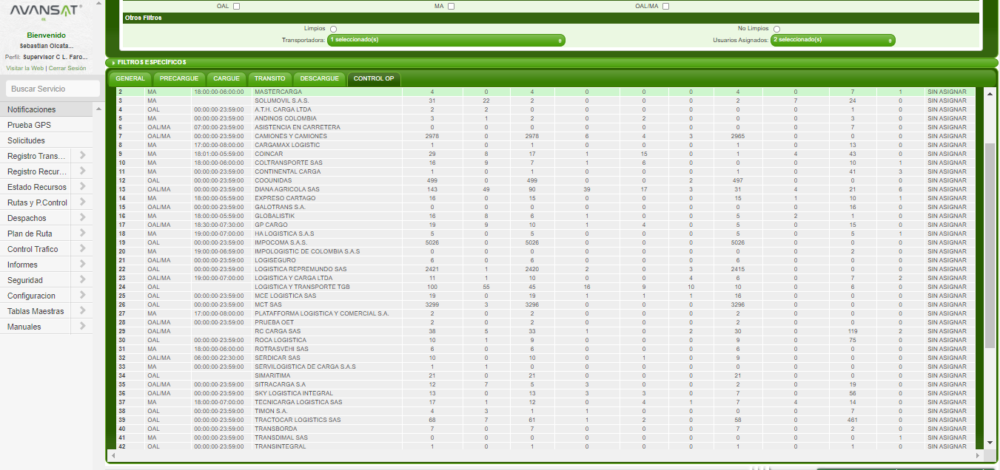 AVANSAT
GL
Bienvenido
Sebastian Olcata...
Perfil: Supervisor C L. Faro...
Visitar la Web | Cerrar Sesión
Buscar Servicio
Notificaciones
Prueba GPS
Solicitudes
Registro Trans...
Registro Recur...
Estado Recursos
Rutas y P.Control
Despachos
Plan de Ruta
Control Trafico
Informes
Seguridad
Configuracion
Tablas Maestras
Manuales
OAL MA OAL/MA
Otros Filtros
Limpios No Limpios
Transportadora: 1 seleccionado(s) Usuarios Asignados: 2 seleccionado(s)
FILTROS ESPECÍFICOS
GENERAL PRECARGUE CARGUE TRANSITO DESCARGUE CONTROL OP
2 MA 18:00:00-06:00:00 MASTERCARGA 4 0 4 0 0 0 4 0 7 1 SIN ASIGNAR
3 MA SOLUMOVIL S.A.S. 31 22 2 0 0 0 2 7 24 0 SIN ASIGNAR
4 OAL 00:00:00-23:59:00 A.T.H. CARGA LTDA 2 2 0 0 0 0 0 0 1 0 SIN ASIGNAR
5 MA 00:00:00-23:59:00 ANDINOS COLOMBIA 3 1 2 0 2 0 0 0 3 0 SIN ASIGNAR
6 OAL/MA 07:00:00-23:59:00 ASISTENCIA EN CARRETERA 0 0 0 0 0 0 0 0 7 0 SIN ASIGNAR
7 OAL/MA 00:00:00-23:59:00 CAMIONES Y CAMIONES 2978 0 2978 6 4 3 2965 0 0 0 SIN ASIGNAR
8 MA 17:00:00-08:00:00 CARGAMAX LOGISTIC 1 0 1 0 0 0 1 0 13 0 SIN ASIGNAR
9 MA 18:01:00-05:59:00 COINCAR 29 8 17 1 15 0 1 4 43 0 SIN ASIGNAR
10 MA 18:00:00-06:00:00 COLTRANSPORTE SAS 16 9 7 1 6 0 0 0 10 1 SIN ASIGNAR
11 MA 00:00:00-23:59:00 CONTINENTAL CARGA 1 0 1 0 0 0 1 0 41 3 SIN ASIGNAR
12 OAL 00:00:00-23:59:00 COOUNIDAS 499 0 499 0 0 2 497 0 0 0 SIN ASIGNAR
13 OAL/MA 00:00:00-23:59:00 DIANA AGRICOLA SAS 143 49 90 39 17 3 31 4 21 6 SIN ASIGNAR
14 MA 18:00:00-05:59:00 EXPRESO CARTAGO 16 0 15 0 0 0 15 1 10 1 SIN ASIGNAR
15 OAL/MA 00:00:00-23:59:00 GALOTRANS S.A. 0 0 0 0 0 0 0 0 16 0 SIN ASIGNAR
16 MA 18:00:00-05:59:00 GLOBALISTIK 16 8 6 1 5 0 5 2 1 0 SIN ASIGNAR
17 OAL/MA 18:30:00-07:30:00 GP CARGO 19 9 10 1 4 0 5 0 15 0 SIN ASIGNAR
18 MA 19:00:00-07:00:00 HA LOGISTICA S.A.S 5 0 5 0 0 0 5 0 5 1 SIN ASIGNAR
19 OAL 00:00:00-23:59:00 IMPOCOMA S.A.S. 5026 0 5026 0 0 0 5026 0 0 0 SIN ASIGNAR
20 MA 19:00:00-06:59:00 IMPOLOGISTIC DE COLOMBIA S.A.S 0 0 0 0 0 0 0 0 2 0 SIN ASIGNAR
21 OAL/MA 00:00:00-23:59:00 LOGISEGURO 6 0 6 0 0 0 6 0 0 0 SIN ASIGNAR
22 OAL 00:00:00-23:59:00 LOGISTICA REPREMUNDO SAS 2421 1 2420 2 0 3 2415 0 0 0 SIN ASIGNAR
23 OAL/MA 19:00:00-07:00:00 LOGISTICA Y CARGA LTDA 11 1 10 0 0 4 6 0 7 2 SIN ASIGNAR
24 OAL LOGISTICA Y TRANSPORTE TGB 100 55 45 16 9 10 10 0 6 0 SIN ASIGNAR
25 OAL 00:00:00-23:59:00 MCE LOGISTICA SAS 19 0 19 1 1 1 16 0 0 0 SIN ASIGNAR
26 OAL 00:00:00-23:59:00 MCT SAS 3299 3 3296 0 0 0 3296 0 0 0 SIN ASIGNAR
27 MA 17:00:00-08:00:00 PLATAFFORMA LOGISTICA Y COMERCIAL S.A. 2 0 2 0 0 0 2 0 0 0 SIN ASIGNAR
28 OAL/MA 00:00:00-23:59:00 PRUEBA OET 2 0 2 0 0 0 2 0 0 0 SIN ASIGNAR
29 OAL/MA RC CARGA SAS 38 5 33 1 0 2 30 0 119 2 SIN ASIGNAR
30 OAL 00:00:00-23:59:00 ROCA LOGISTICA 10 1 9 0 0 0 9 0 75 0 SIN ASIGNAR
31 MA 18:00:00-06:00:00 ROTRASVEHI SAS 6 0 6 0 0 0 6 0 0 0 SIN ASIGNAR
32 OAL/MA 06:00:00-22:30:00 SERDICAR SAS 10 0 10 0 1 0 9 0 0 0 SIN ASIGNAR
33 MA 00:00:00-23:59:00 SERVILOGISTICA DE CARGA S.A.S 1 1 0 0 0 0 0 0 0 0 SIN ASIGNAR
34 OAL SIMARITIMA 21 0 21 0 0 0 21 0 0 0 SIN ASIGNAR
35 OAL/MA 00:00:00-23:59:00 SITRACARGA S.A 12 7 5 3 0 0 2 0 19 0 SIN ASIGNAR
36 OAL/MA 00:00:00-23:59:00 SKY LOGISTICS INTEGRAL 13 0 13 3 3 0 7 0 56 0 SIN ASIGNAR
37 MA 18:00:00-07:00:00 TECNICARGA LOGISTICA SAS 17 1 12 0 4 1 7 4 14 0 SIN ASIGNAR
38 OAL 00:00:00-23:59:00 TIMON S.A. 4 3 1 1 0 0 0 0 7 0 SIN ASIGNAR
39 OAL 00:00:00-23:59:00 TRACTOCAR LOGISTICS SAS 68 7 61 1 2 0 58 0 461 0 SIN ASIGNAR
40 OAL 00:00:00-23:59:00 TRANSBORDA 7 0 7 0 0 0 7 0 2 0 SIN ASIGNAR
41 MA 00:00:00-23:59:00 TRANSDIMAL SAS 0 0 0 0 0 0 0 0 0 1 SIN ASIGNAR
42 OAL 00:00:00-23:59:00 TRANSINTEGRAL 1 0 1 0 0 0 1 0 1 0 SIN ASIGNAR